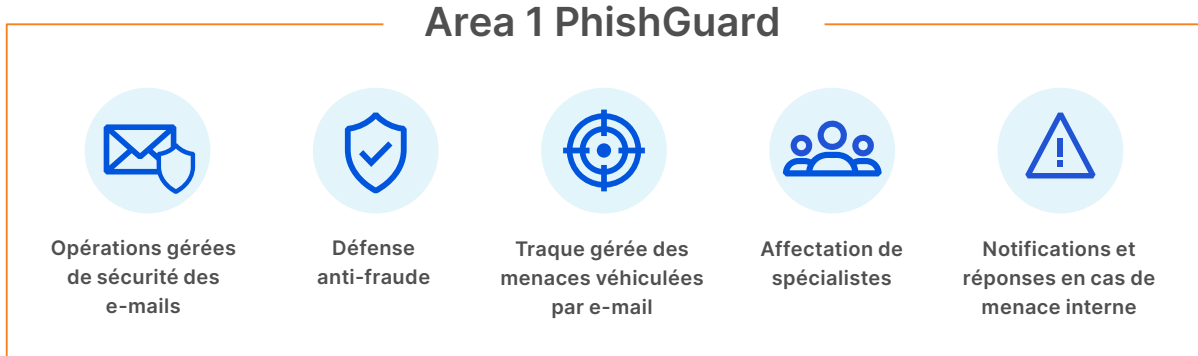 Area 1 PhishGuard
Opérations gérées
de sécurité des
e-mails
Défense
anti-fraude
Traque gérée des
menaces véhiculées
par e-mail
Affectation de
spécialistes
Notifications et
réponses en cas de
menace interne